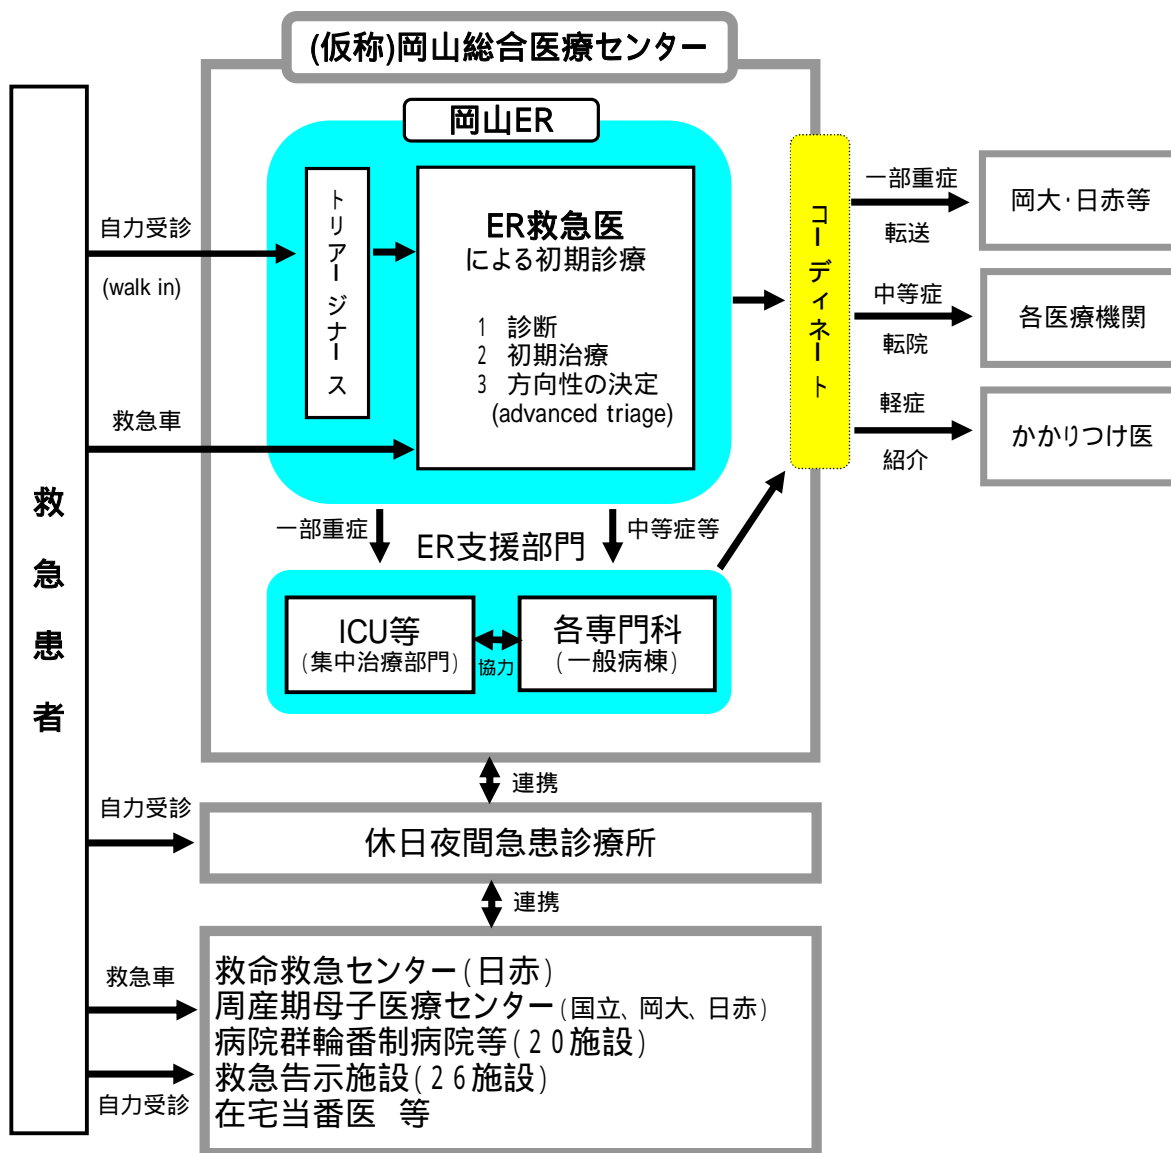 (仮称)岡山総合医療センター
岡山ER
救急患者
自力受診
(walk in)
救急車
トリアージナース
ER救急医
による初期診療
1 診断
2 初期治療
3 方向性の決定
(advanced triage)
コーディネート
一部重症
転送
岡大・日赤等
中等症
転院
各医療機関
軽症
紹介
かかりつけ医
一部重症
ER支援部門
中等症等
ICU等
(集中治療部門)
協力
各専門科
(一般病棟)
連携
自力受診
休日夜間急患診療所
連携
救急車
自力受診
救命救急センター(日赤)
周産期母子医療センター(国立、岡大、日赤)
病院群輪番制病院等(20施設)
救急告示施設(26施設)
在宅当番医 等